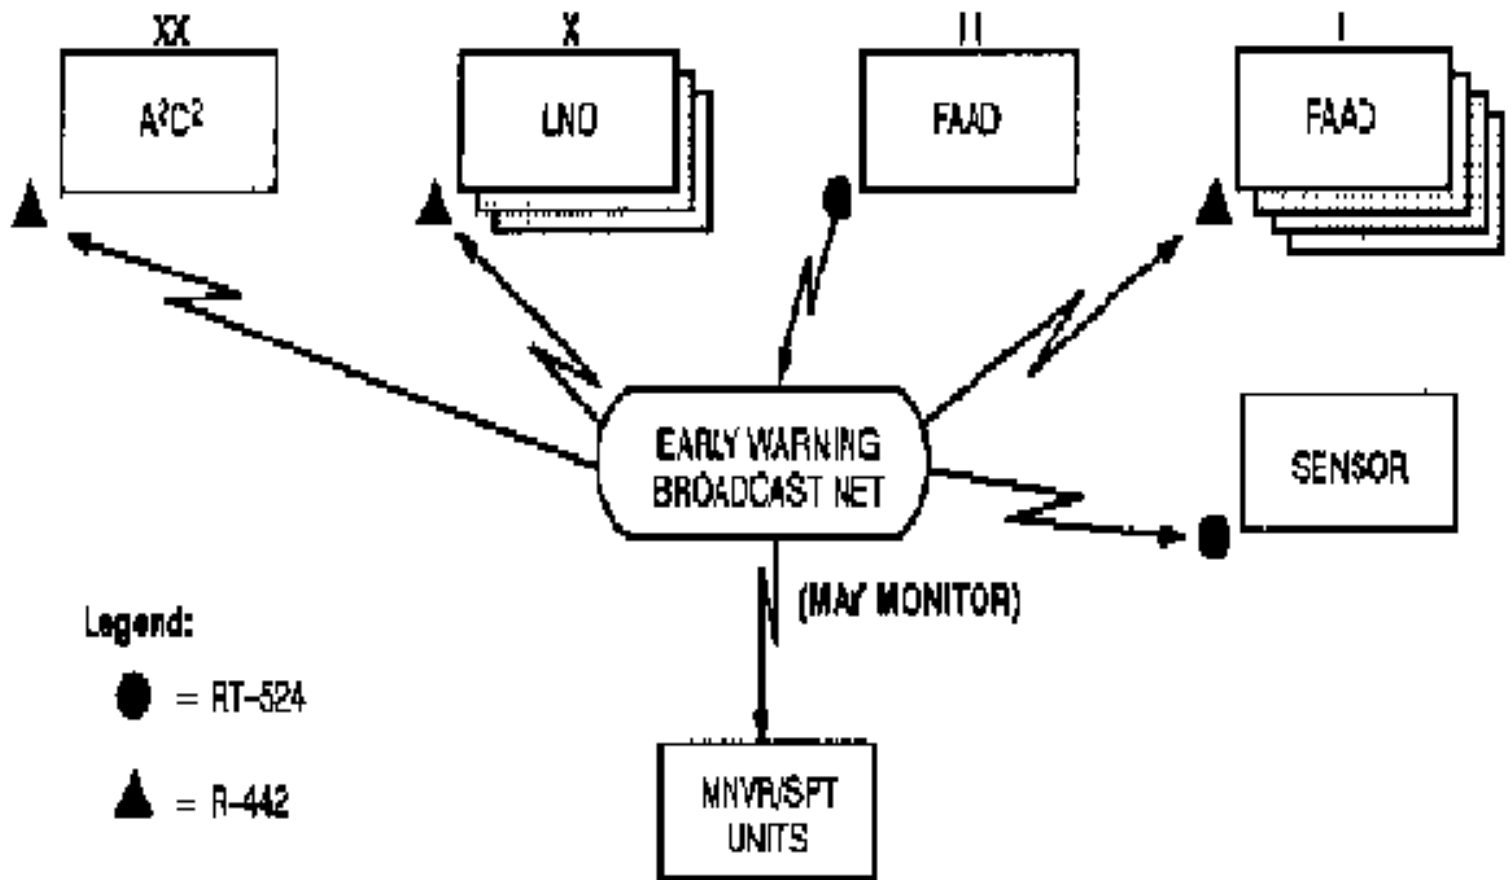 XX
A²C²
X
LNO
II
FAAD
I
FAAD
EARLY WARNING
BROADCAST NET
SENSOR
(MAY MONITOR)
Legend:
= RT-524
= R-442
MNVR/SPT
UNITS